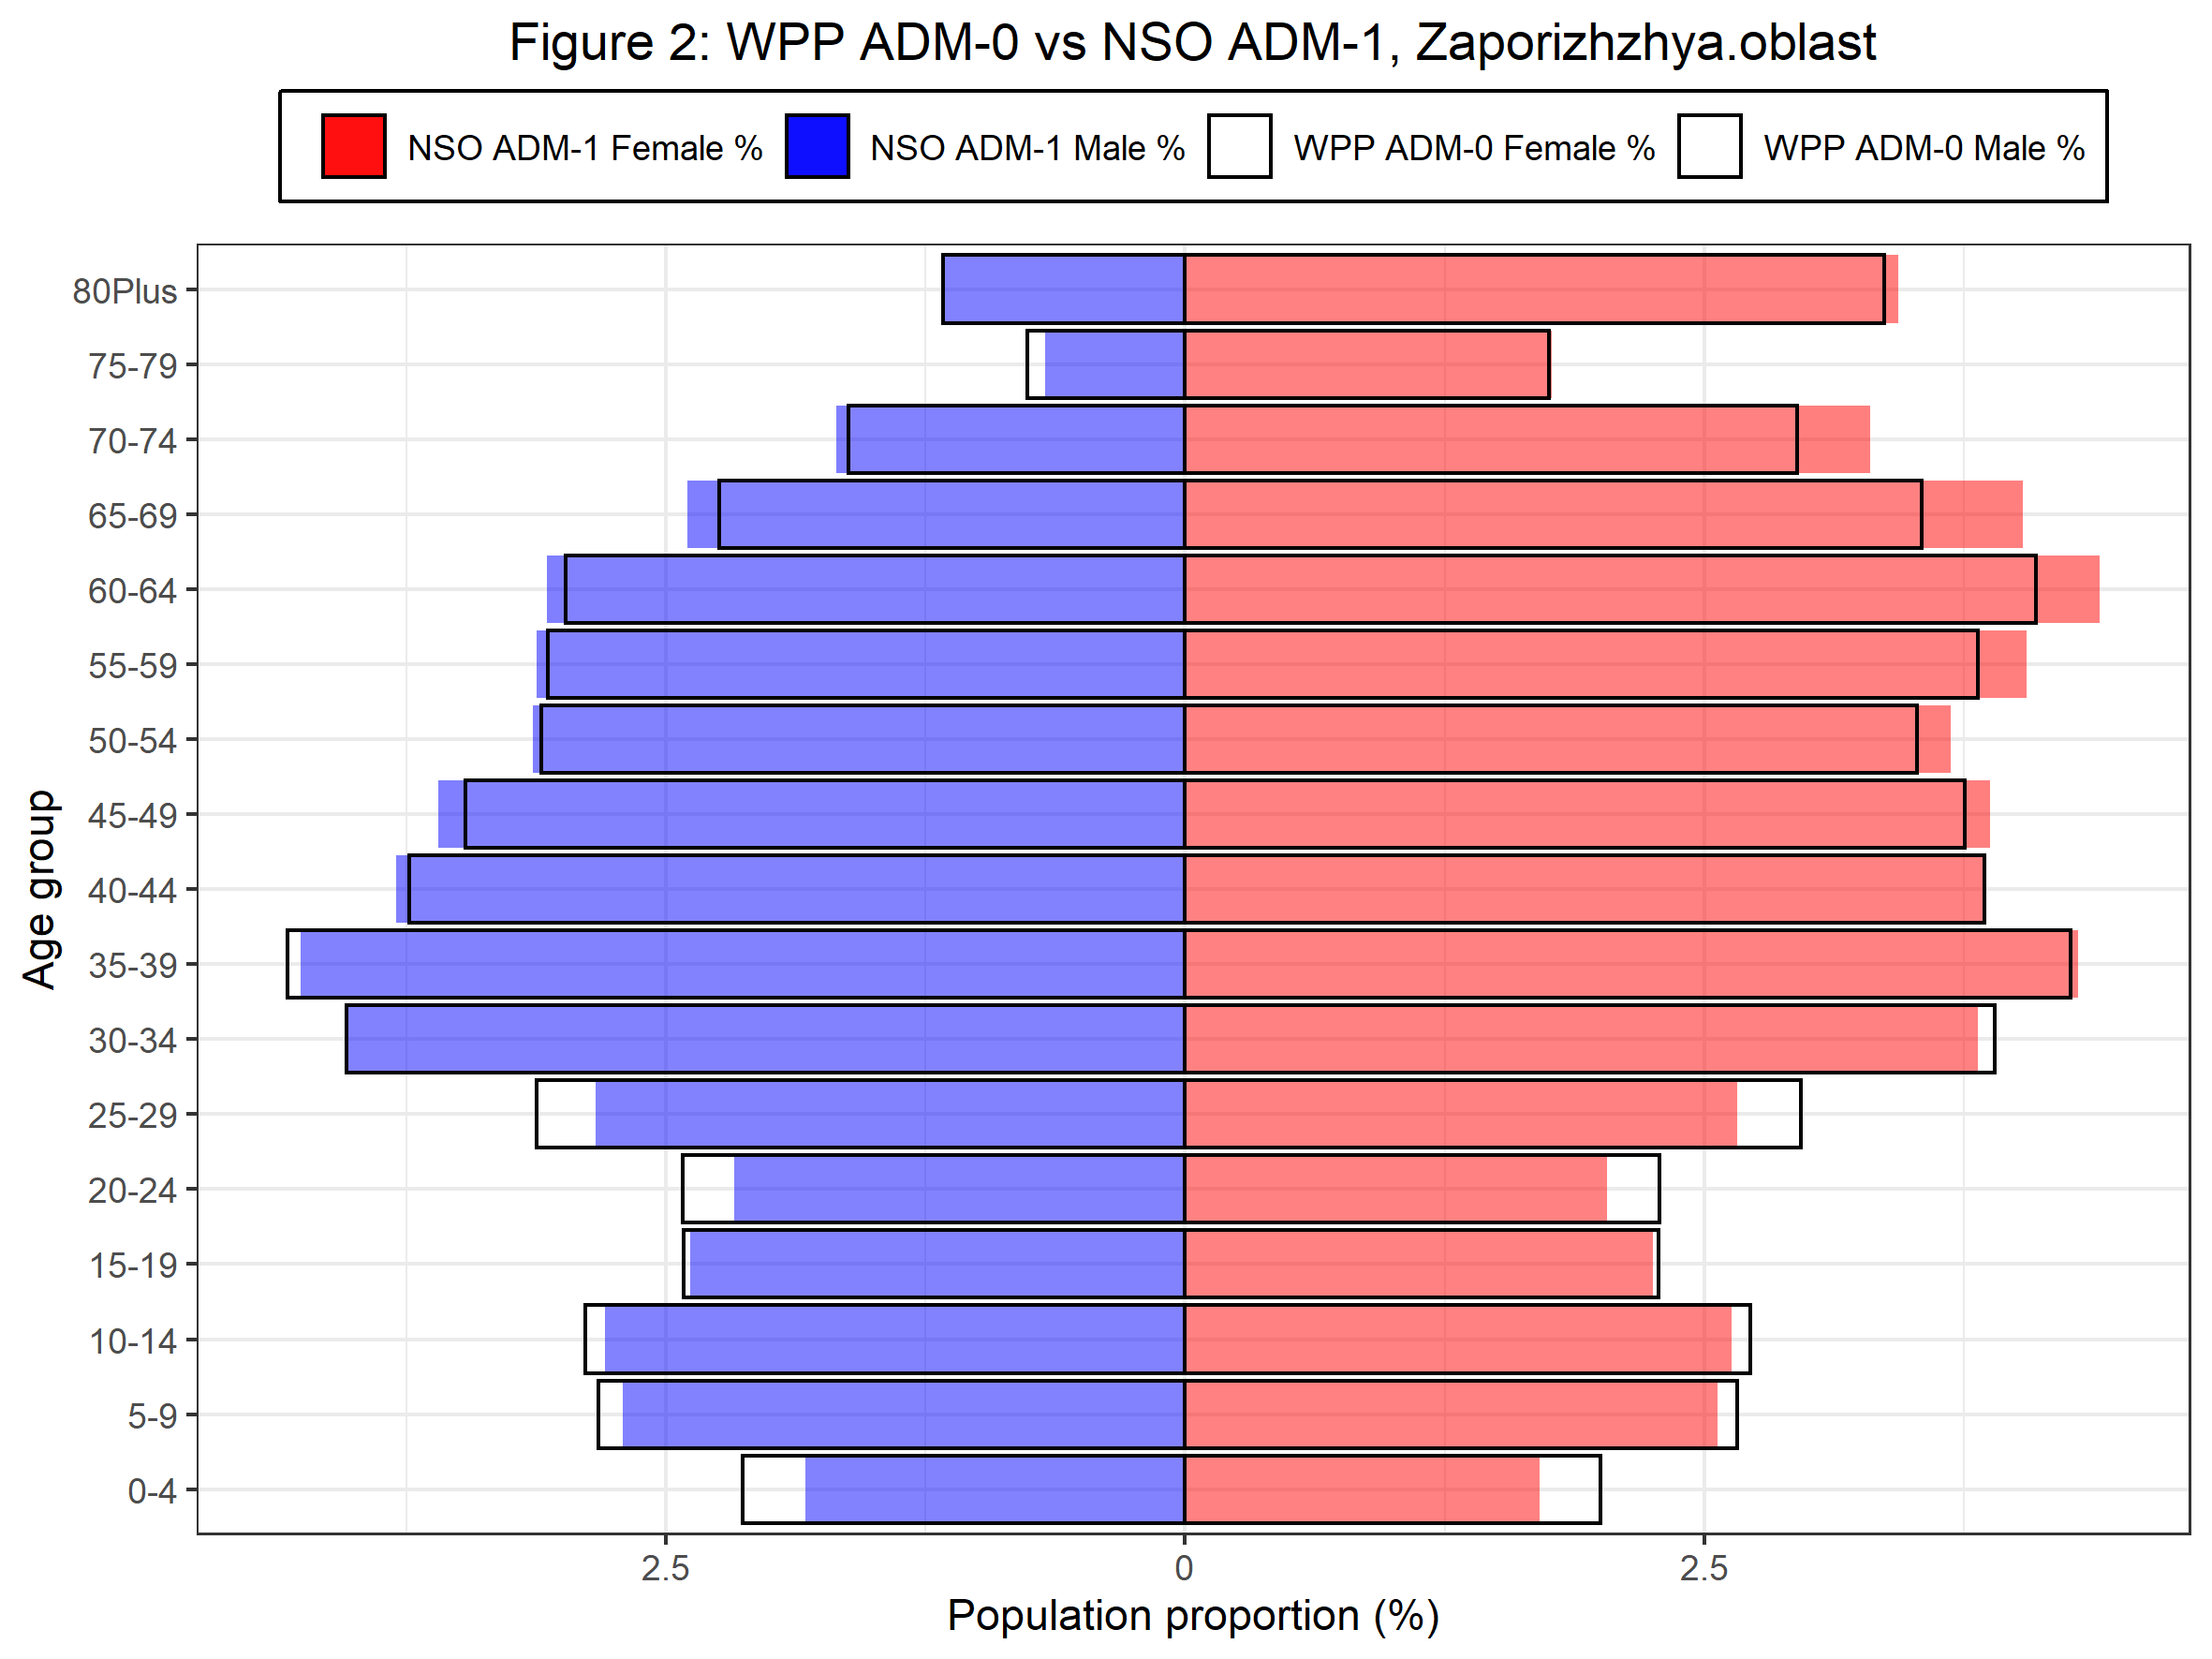 Figure 2: WPP ADM-0 vs NSO ADM-1, Zaporizhzhya.oblast
NSO ADM-1 Female %
NSO ADM-1 Male %
WPP ADM-0 Female %
WPP ADM-0 Male %
80Plus
75-79
70-74
65-69
60-64
55-59
50-54
45-49
40-44
35-39
30-34
25-29
20-24
15-19
10-14
5-9
0-4
Age group
2.5
0
2.5
Population proportion (%)